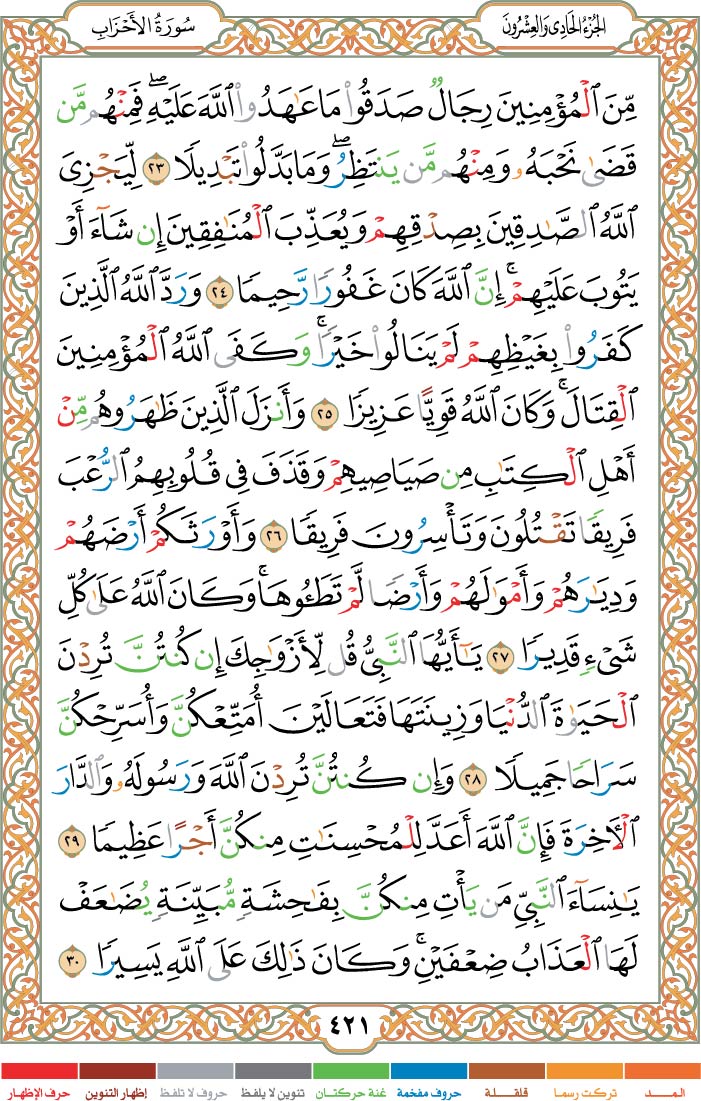 الجُزْءُ الحَادِى وَالعِشْرُونَ
سُورَةُ الأَحْزَابِ
مِّنَ ٱلْمُؤْمِنِينَ رِجَالٌ صَدَقُوا۟ مَا عَـٰهَدُوا۟ ٱللَّهَ عَلَيْهِ ۖ فَمِنْهُم مَّن
قَضَىٰ نَحْبَهُۥ وَمِنْهُم مَّن يَنتَظِرُ ۖ وَمَا بَدَّلُوا۟ تَبْدِيلًا ٢٣ لِّيَجْزِىَ
ٱللَّهُ ٱلصَّـٰدِقِينَ بِصِدْقِهِمْ وَيُعَذِّبَ ٱلْمُنَـٰفِقِينَ إِن شَآءَ أَوْ
يَتُوبَ عَلَيْهِمْ ۚ إِنَّ ٱللَّهَ كَانَ غَفُورًا رَّحِيمًا ٢٤ وَرَدَّ ٱللَّهُ ٱلَّذِينَ
كَفَرُوا۟ بِغَيْظِهِمْ لَمْ يَنَالُوا۟ خَيْرًا ۚ وَكَفَى ٱللَّهُ ٱلْمُؤْمِنِينَ
ٱلْقِتَالَ ۚ وَكَانَ ٱللَّهُ قَوِيًّا عَزِيزًا ٢٥ وَأَنزَلَ ٱلَّذِينَ ظَـٰهَرُوهُم مِّنْ
أَهْلِ ٱلْكِتَـٰبِ مِن صَيَاصِيهِمْ وَقَذَفَ فِى قُلُوبِهِمُ ٱلرُّعْبَ
فَرِيقًا تَقْتُلُونَ وَتَأْسِرُونَ فَرِيقًا ٢٦ وَأَوْرَثَكُمْ أَرْضَهُمْ
وَدِيَـٰرَهُمْ وَأَمْوَٰلَهُمْ وَأَرْضًا لَّمْ تَطَـُٔوهَا ۚ وَكَانَ ٱللَّهُ عَلَىٰ كُلِّ
شَىْءٍ قَدِيرًا ٢٧ يَـٰٓأَيُّهَا ٱلنَّبِىُّ قُل لِّأَزْوَٰجِكَ إِن كُنتُنَّ تُرِدْنَ
ٱلْحَيَوٰةَ ٱلدُّنْيَا وَزِينَتَهَا فَتَعَالَيْنَ أُمَتِّعْكُنَّ وَأُسَرِّحْكُنَّ
سَرَاحًا جَمِيلًا ٢٨ وَإِن كُنتُنَّ تُرِدْنَ ٱللَّهَ وَرَسُولَهُۥ وَٱلدَّارَ
ٱلْـَٔاخِرَةَ فَإِنَّ ٱللَّهَ أَعَدَّ لِلْمُحْسِنَـٰتِ مِنكُنَّ أَجْرًا عَظِيمًا ٢٩
يَـٰنِسَآءَ ٱلنَّبِىِّ مَن يَأْتِ مِنكُنَّ بِفَـٰحِشَةٍ مُّبَيِّنَةٍ يُضَـٰعَفْ
لَهَا ٱلْعَذَابُ ضِعْفَيْنِ ۚ وَكَانَ ذَٰلِكَ عَلَى ٱللَّهِ يَسِيرًا ٣٠
٤٢١
المـــد تركت رسما قلقـلة حروف مفخمة غنة حركتان تنوين لا يلفظ حروف لا تلفظ إظهار التنوين حرف الإظهار